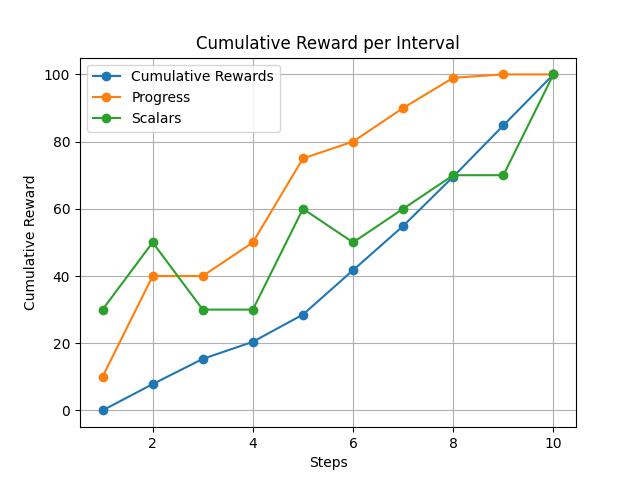 Cumulative Reward per Interval
Cumulative Rewards
Progress
Scalars
Cumulative Reward
100
80
60
40
20
0
2 4 6 8 10
Steps